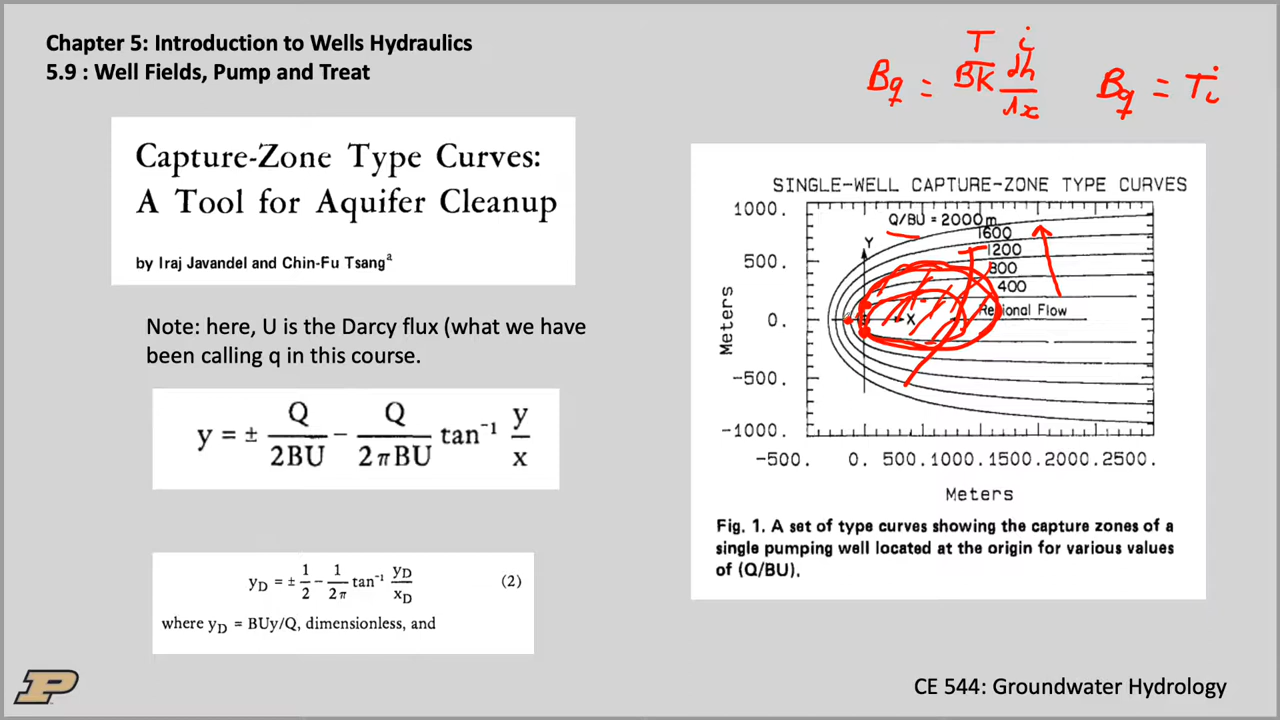 Chapter 5: Introduction to Wells Hydraulics
5.9 : Well Fields, Pump and Treat
T i
Bq = BK dh/dx Bq = Ti
Capture-Zone Type Curves:
A Tool for Aquifer Cleanup
by Iraj Javandel and Chin-Fu Tsangª
Note: here, U is the Darcy flux (what we have
been calling q in this course.
y = ± Q/2BU − Q/2πBU tan⁻¹ y/x
yD = ± 1/2 − 1/2π tan⁻¹ yD/xD (2)
where yD = BUy/Q, dimensionless, and
SINGLE-WELL CAPTURE-ZONE TYPE CURVES
1000.
500.
0.
-500.
-1000.
Meters
Q/BU = 2000m
1600
1200
800
400
Y
T
X
Regional Flow
-500. 0. 500. 1000. 1500. 2000. 2500.
Meters
Fig. 1. A set of type curves showing the capture zones of a
single pumping well located at the origin for various values
of (Q/BU).
P
CE 544: Groundwater Hydrology